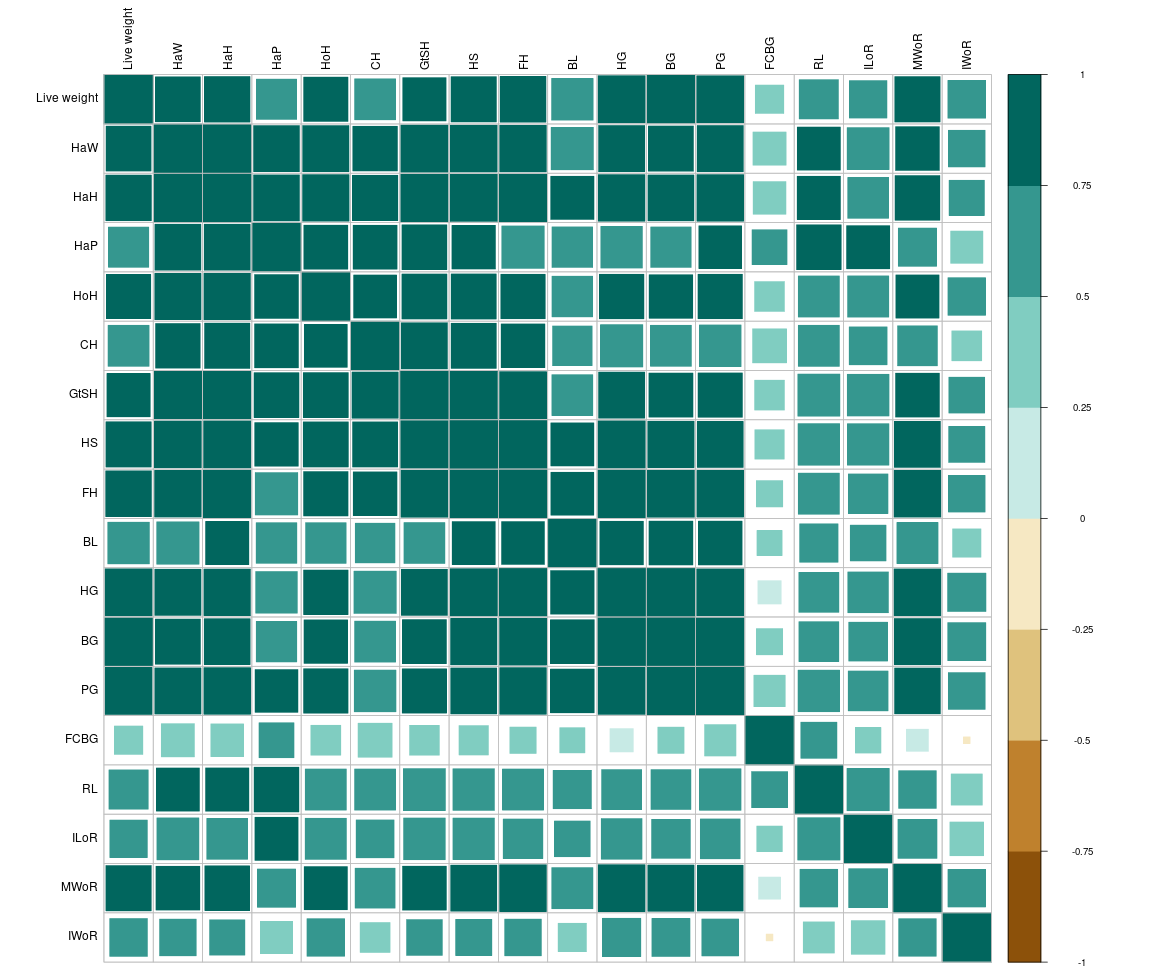 Live weight
HaW
HaH
HaP
HoH
CH
GtSH
HS
FH
BL
HG
BG
PG
FCBG
RL
ILoR
MWoR
IWoR
Live weight
HaW
HaH
HaP
HoH
CH
GtSH
HS
FH
BL
HG
BG
PG
FCBG
RL
ILoR
MWoR
IWoR
1
0.75
0.5
0.25
0
-0.25
-0.5
-0.75
-1